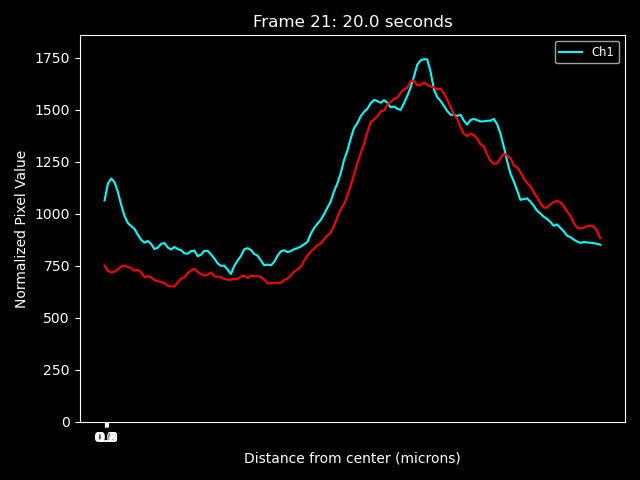 Frame 21: 20.0 seconds
Ch1
Normalized Pixel Value
1750
1500
1250
1000
750
500
250
0
Distance from center (microns)